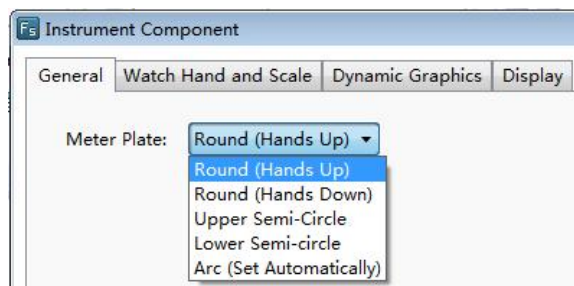 Fs Instrument Component
General Watch Hand and Scale Dynamic Graphics Display
Meter Plate: Round (Hands Up)
Round (Hands Up)
Round (Hands Down)
Upper Semi-Circle
Lower Semi-circle
Arc (Set Automatically)